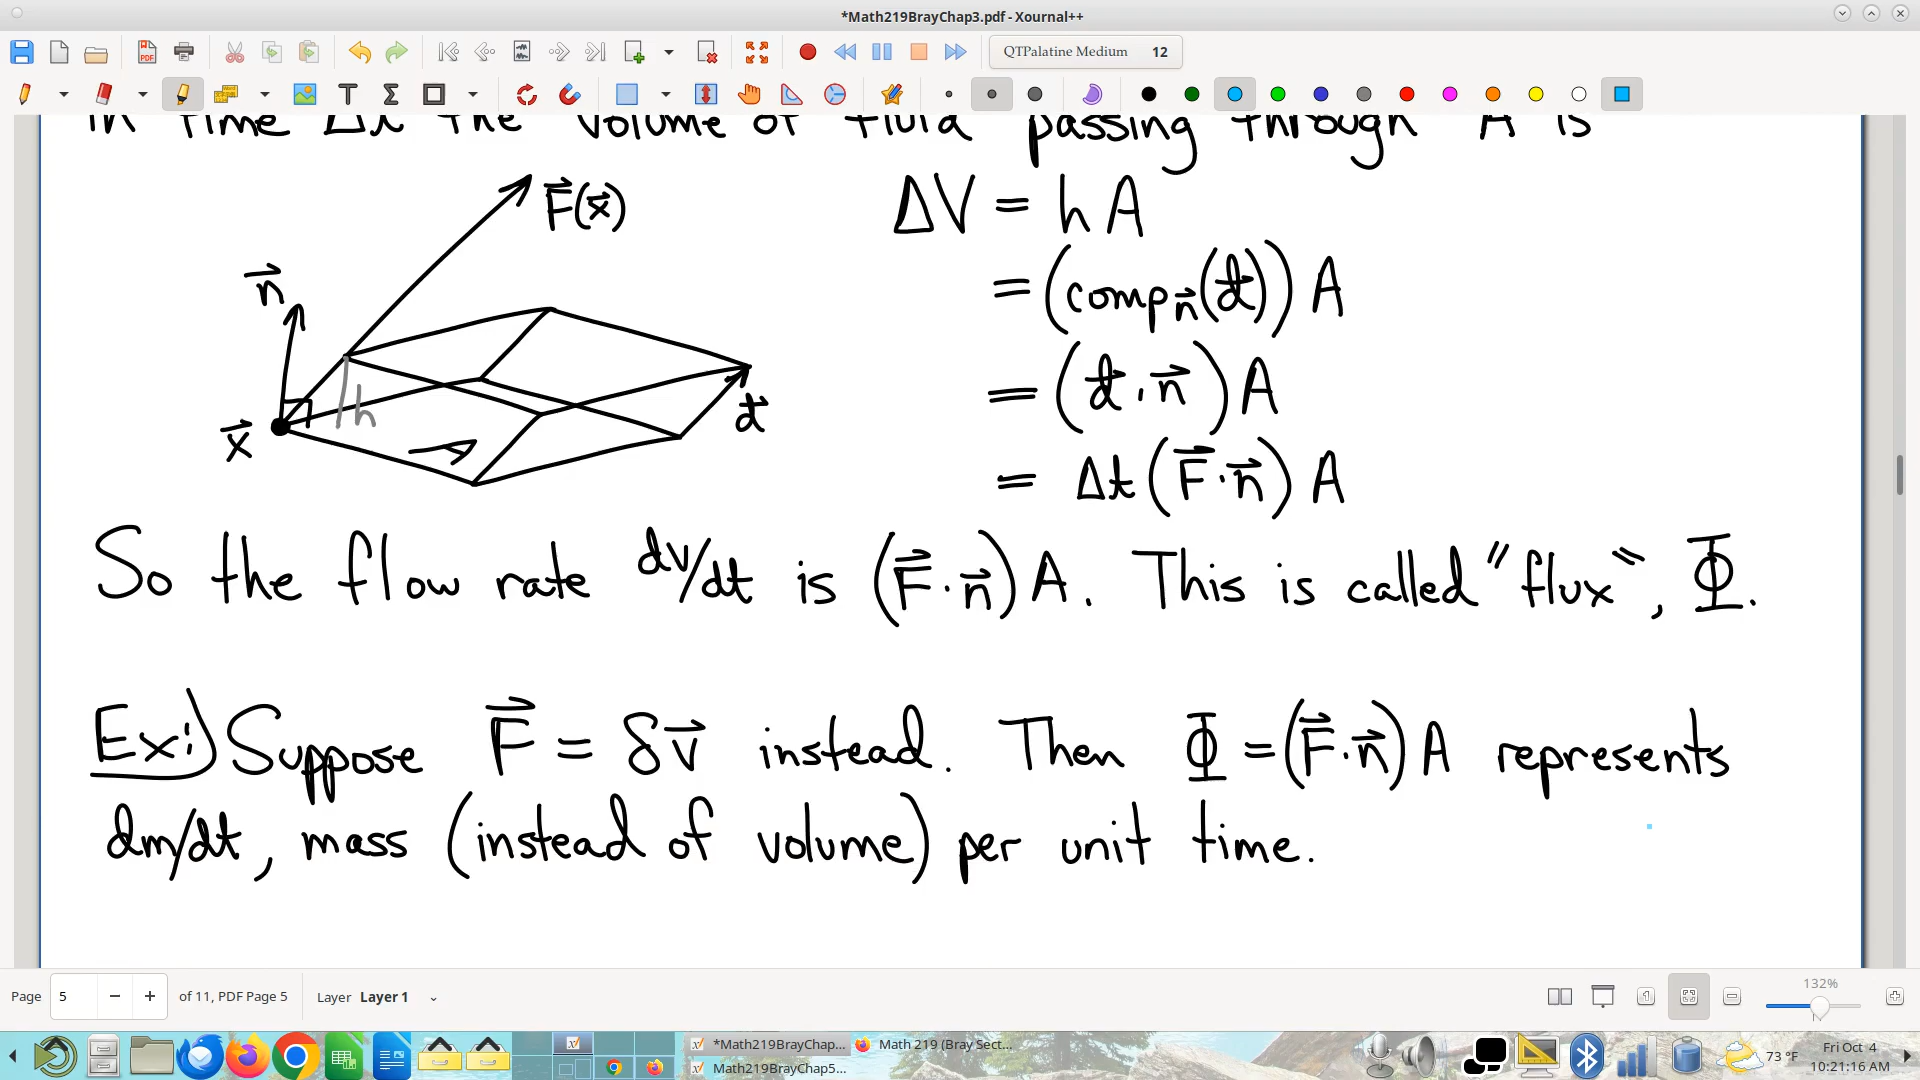 *Math219BrayChap3.pdf - Xournal++
QTPalatine Medium 12
in time Δt the volume of fluid passing through A is
F⃗(x⃗)
n⃗
h
x⃗
A
d⃗
ΔV = hA
= (comp_n⃗(d⃗)) A
= (d⃗ · n⃗) A
= Δt (F⃗ · n⃗) A
So the flow rate dV/dt is (F⃗ · n⃗) A. This is called "flux", Φ.
Ex: Suppose F⃗ = δv⃗ instead. Then Φ = (F⃗ · n⃗) A represents
dm/dt, mass (instead of volume) per unit time.
Page 5 of 11, PDF Page 5 Layer Layer 1
132%
*Math219BrayChap...
Math 219 (Bray Sect...
Math219BrayChap5...
73 °F
Fri Oct 4
10:21:16 AM